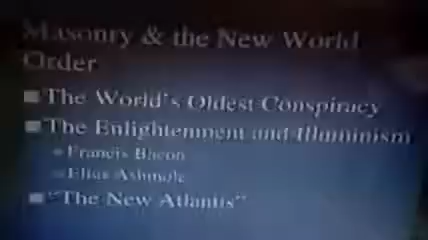 Masonry & the New World
Order
The World's Oldest Conspiracy
The Enlightenment and Illuminism
Francis Bacon
Elias Ashmole
"The New Atlantis"